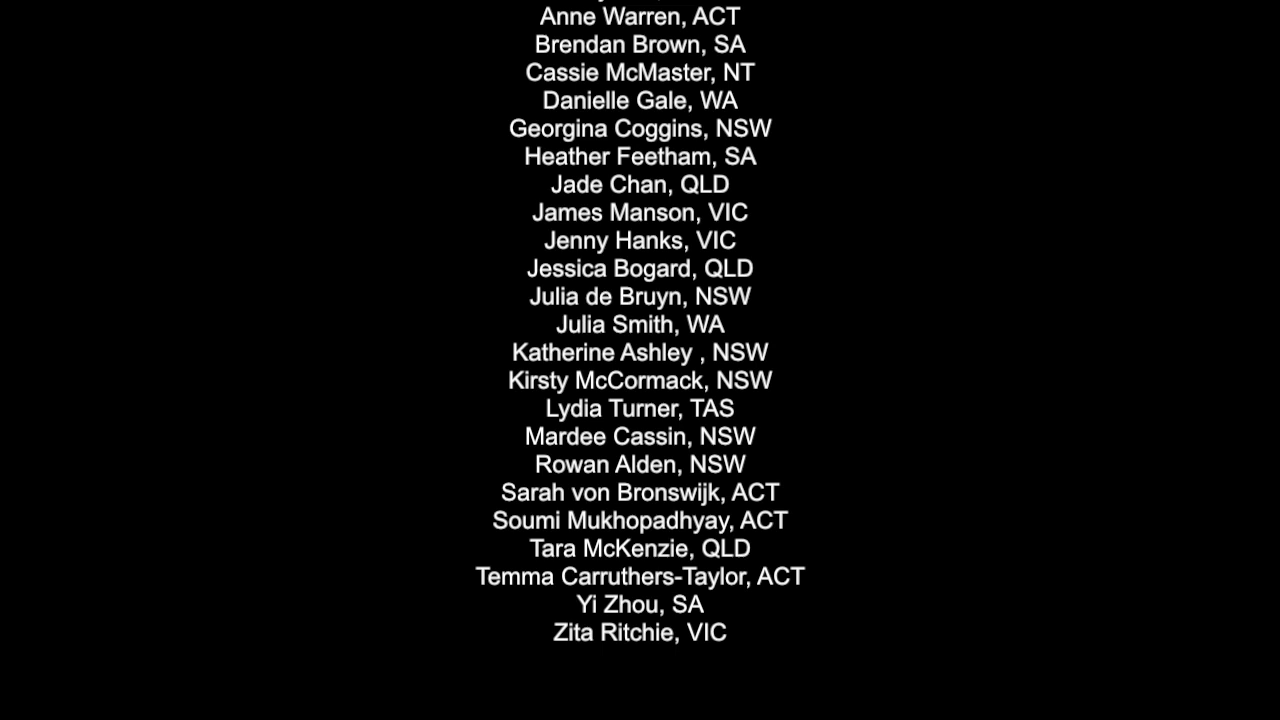 Anne Warren, ACT
Brendan Brown, SA
Cassie McMaster, NT
Danielle Gale, WA
Georgina Coggins, NSW
Heather Feetham, SA
Jade Chan, QLD
James Manson, VIC
Jenny Hanks, VIC
Jessica Bogard, QLD
Julia de Bruyn, NSW
Julia Smith, WA
Katherine Ashley , NSW
Kirsty McCormack, NSW
Lydia Turner, TAS
Mardee Cassin, NSW
Rowan Alden, NSW
Sarah von Bronswijk, ACT
Soumi Mukhopadhyay, ACT
Tara McKenzie, QLD
Temma Carruthers-Taylor, ACT
Yi Zhou, SA
Zita Ritchie, VIC